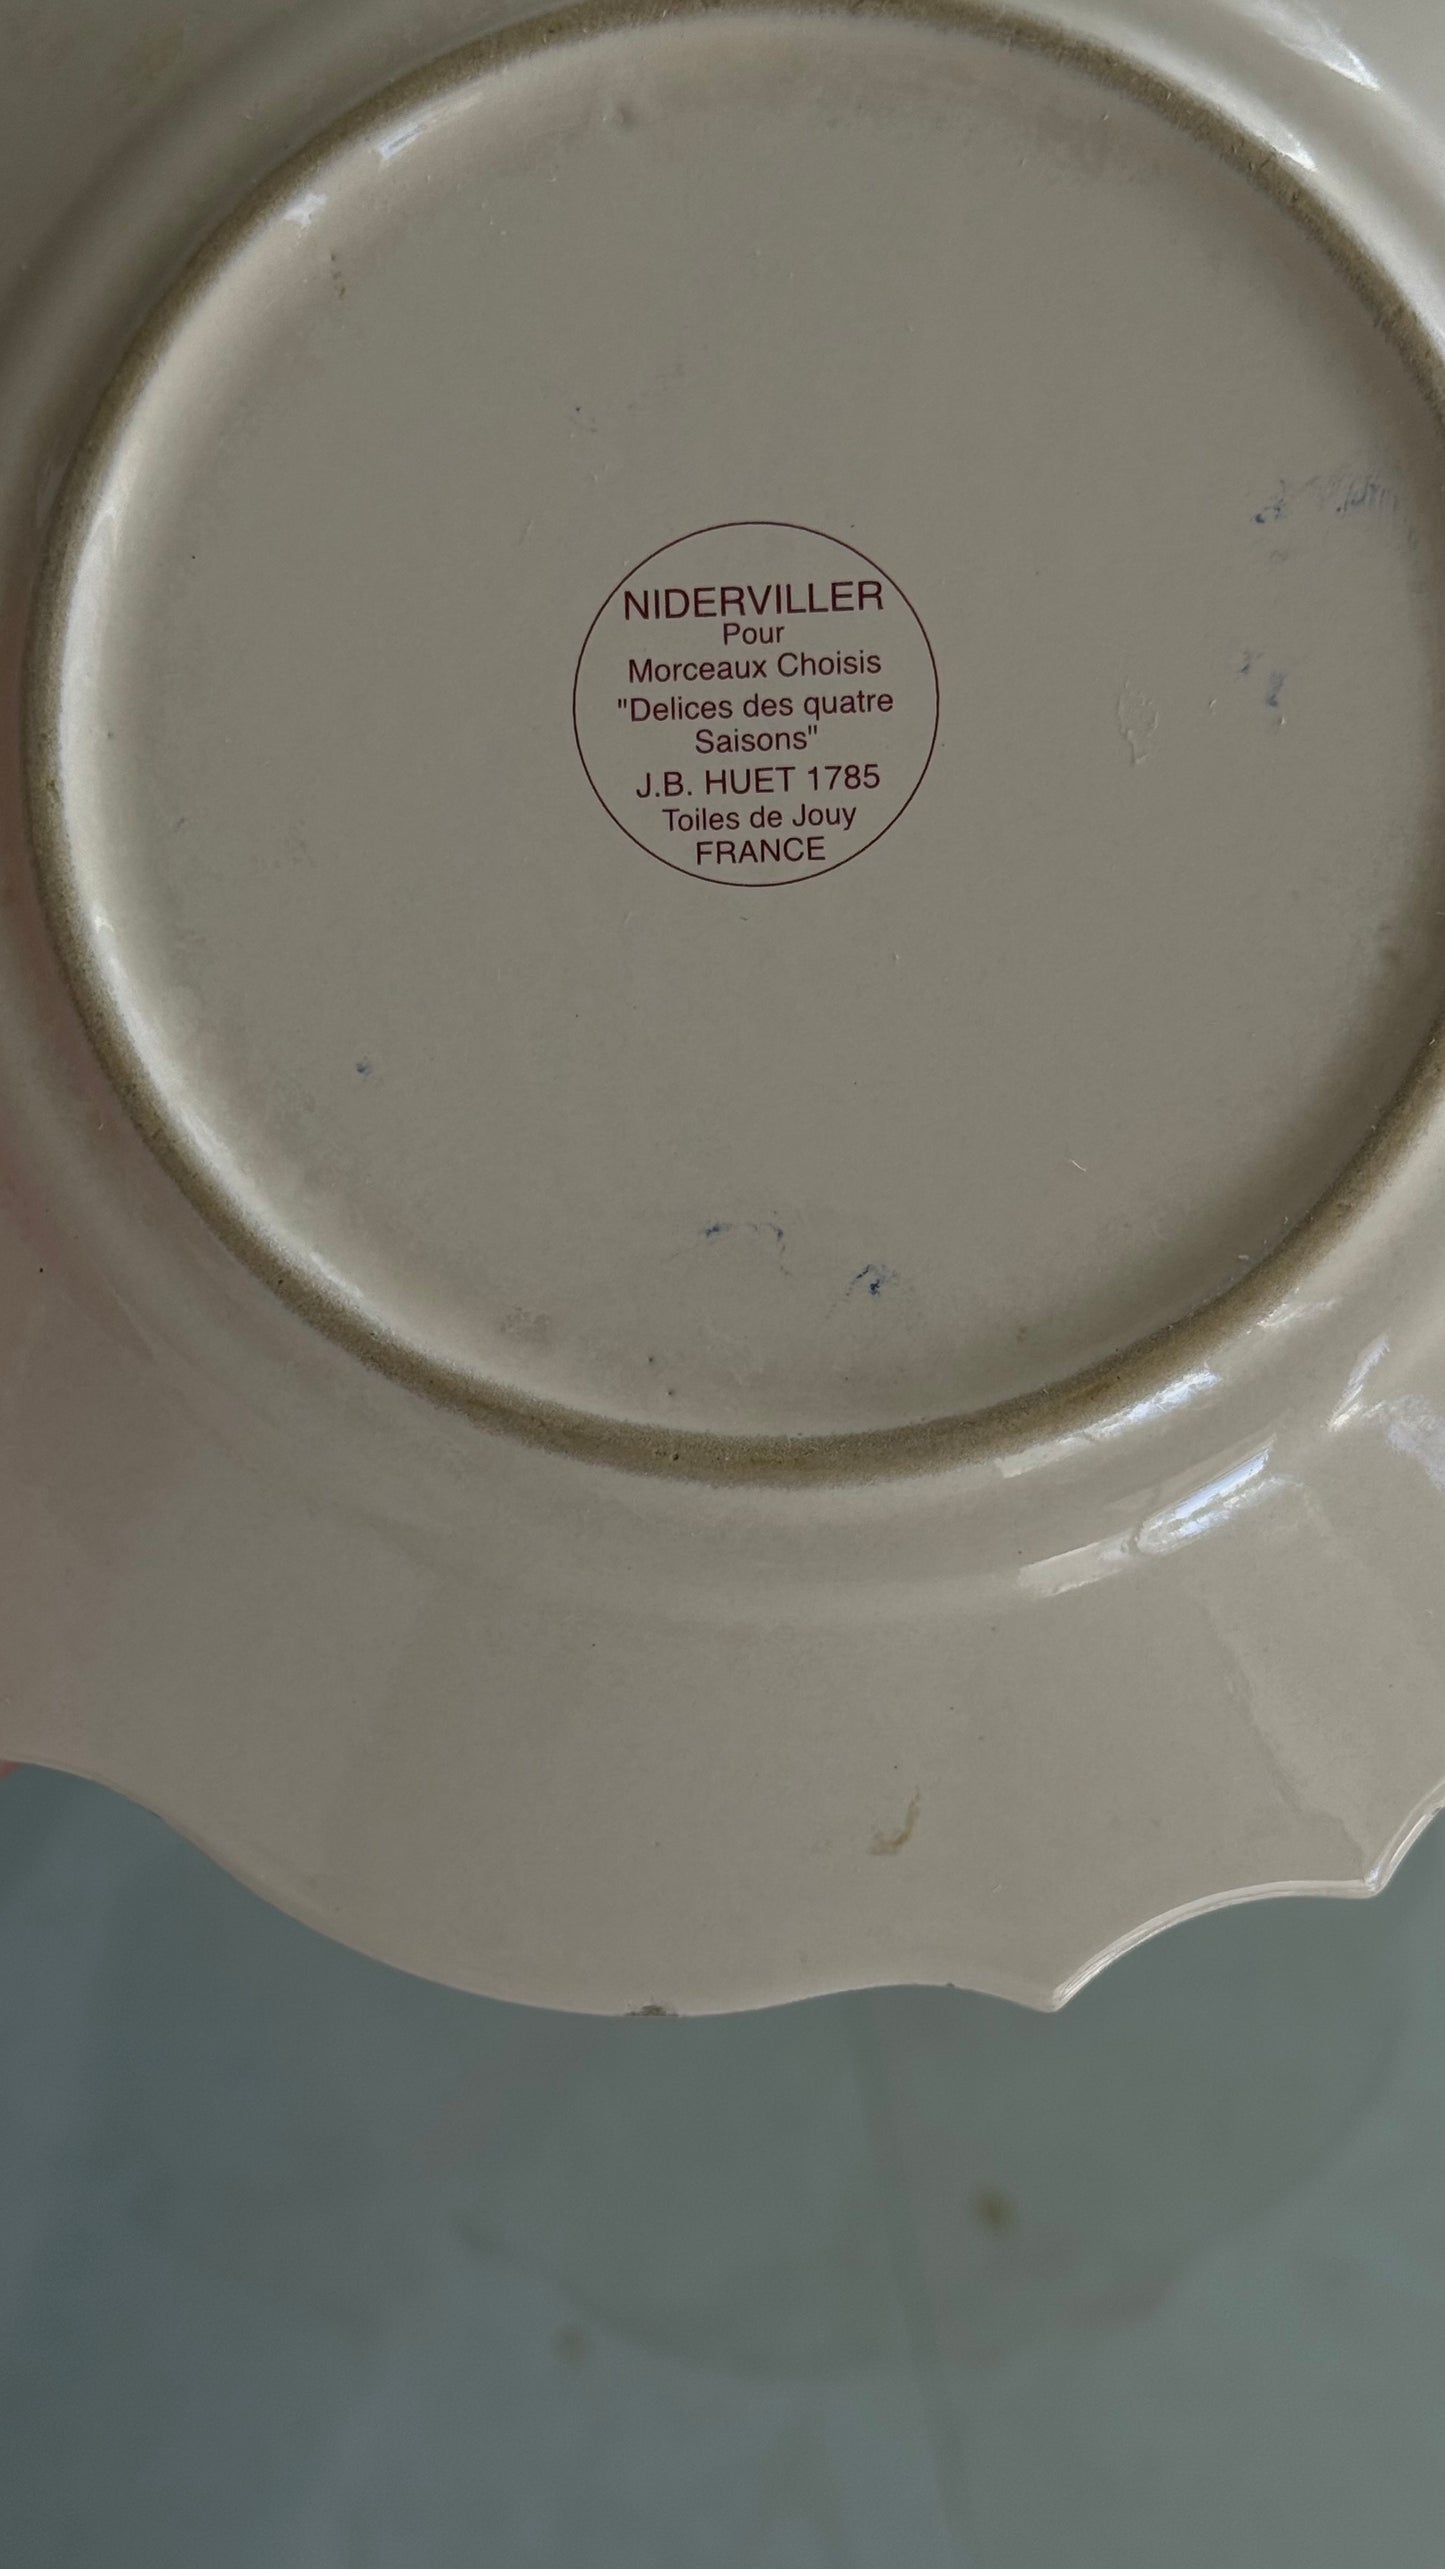 NIDERVILLER
Pour
Morceaux Choisis
"Delices des quatre
Saisons"
J.B. HUET 1785
Toiles de Jouy
FRANCE